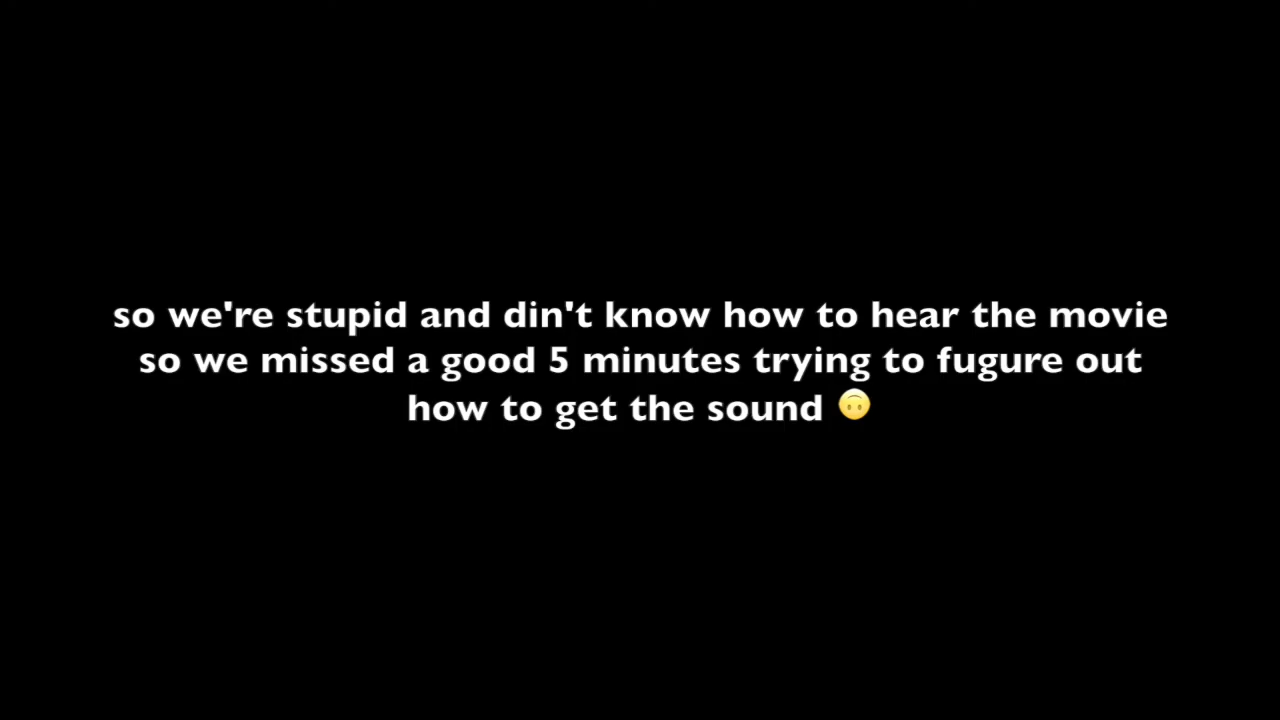 so we're stupid and din't know how to hear the movie
so we missed a good 5 minutes trying to fugure out
how to get the sound 🙃